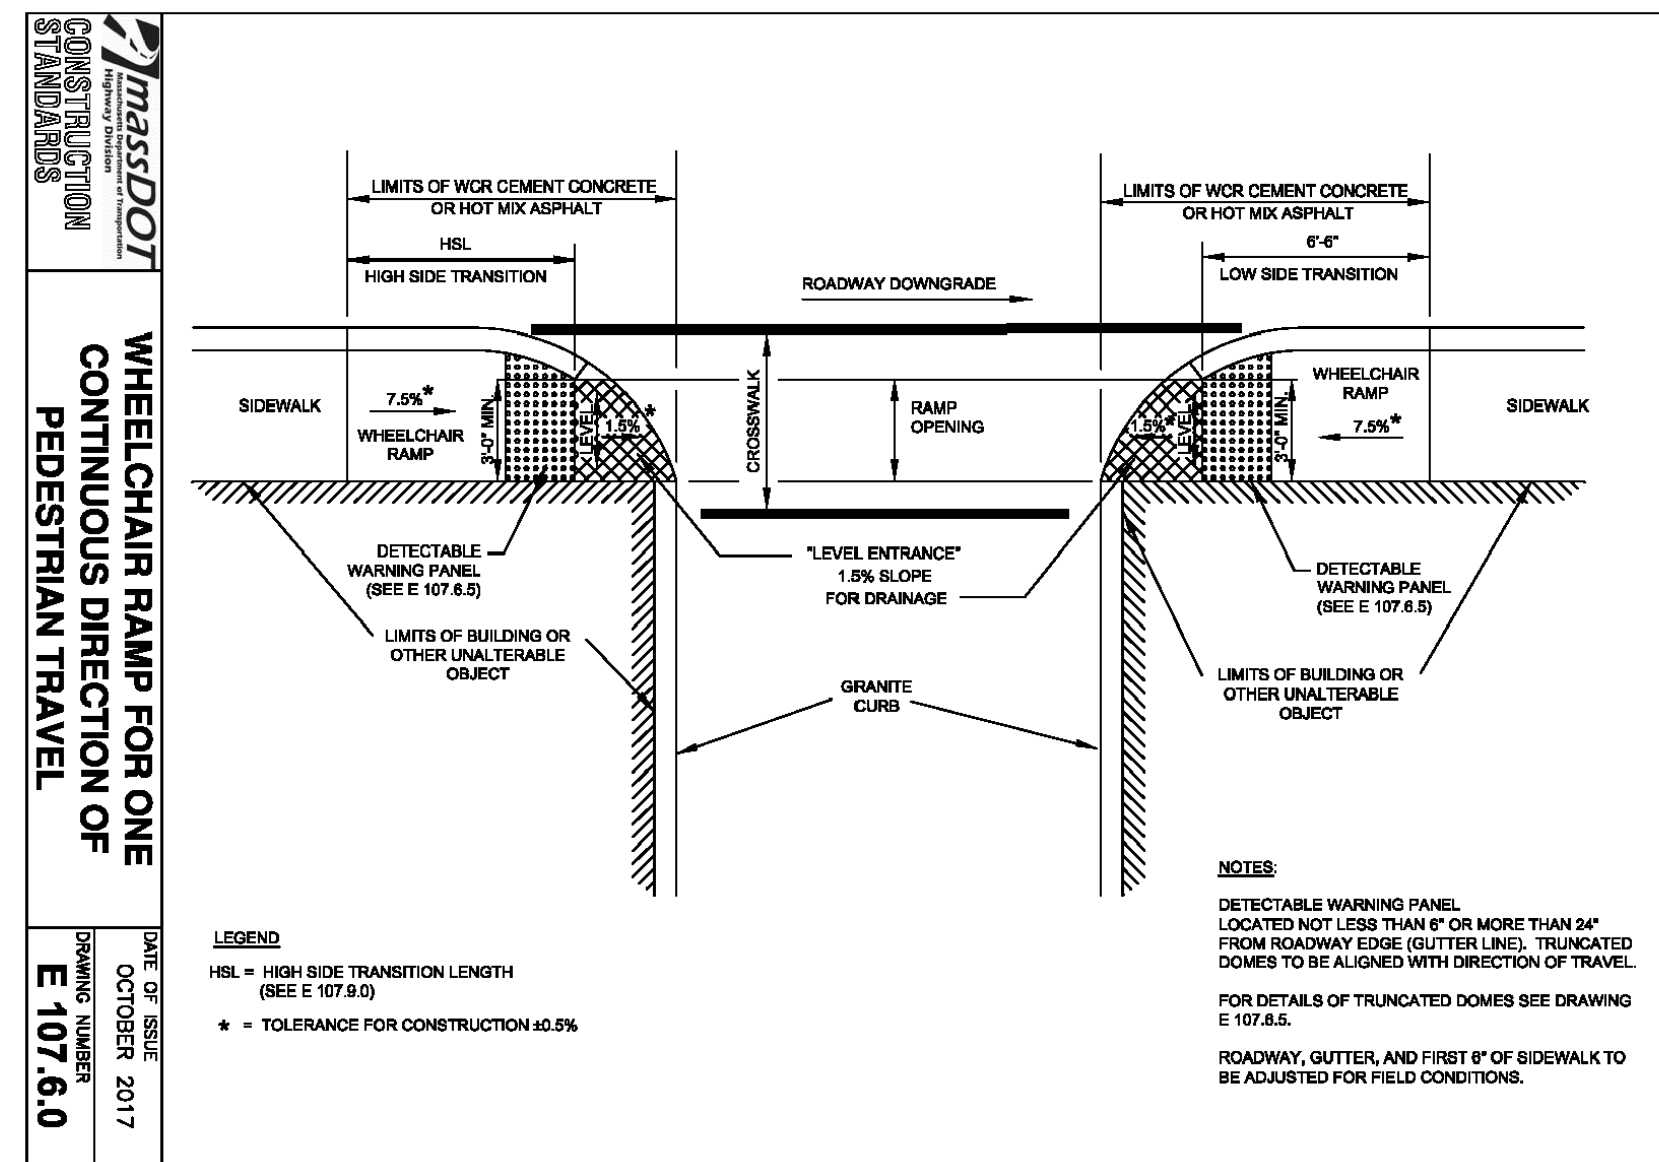 massDOT
Massachusetts Department of Transportation
Highway Division
CONSTRUCTION
STANDARDS
WHEELCHAIR RAMP FOR ONE
CONTINUOUS DIRECTION OF
PEDESTRIAN TRAVEL
DATE OF ISSUE
OCTOBER 2017
DRAWING NUMBER
E 107.6.0
LIMITS OF WCR CEMENT CONCRETE
OR HOT MIX ASPHALT
HSL
HIGH SIDE TRANSITION
ROADWAY DOWNGRADE
LIMITS OF WCR CEMENT CONCRETE
OR HOT MIX ASPHALT
6'-6"
LOW SIDE TRANSITION
SIDEWALK
7.5%*
WHEELCHAIR
RAMP
3'-0" MIN.
LEVEL
1.5%*
CROSSWALK
RAMP
OPENING
1.5%*
LEVEL
3'-0" MIN.
WHEELCHAIR
RAMP
7.5%*
SIDEWALK
DETECTABLE
WARNING PANEL
(SEE E 107.6.5)
"LEVEL ENTRANCE"
1.5% SLOPE
FOR DRAINAGE
DETECTABLE
WARNING PANEL
(SEE E 107.6.5)
LIMITS OF BUILDING OR
OTHER UNALTERABLE
OBJECT
GRANITE
CURB
LIMITS OF BUILDING OR
OTHER UNALTERABLE
OBJECT
LEGEND
HSL = HIGH SIDE TRANSITION LENGTH
(SEE E 107.9.0)
* = TOLERANCE FOR CONSTRUCTION ±0.5%
NOTES:
DETECTABLE WARNING PANEL
LOCATED NOT LESS THAN 6" OR MORE THAN 24"
FROM ROADWAY EDGE (GUTTER LINE). TRUNCATED
DOMES TO BE ALIGNED WITH DIRECTION OF TRAVEL.
FOR DETAILS OF TRUNCATED DOMES SEE DRAWING
E 107.6.5.
ROADWAY, GUTTER, AND FIRST 6" OF SIDEWALK TO
BE ADJUSTED FOR FIELD CONDITIONS.